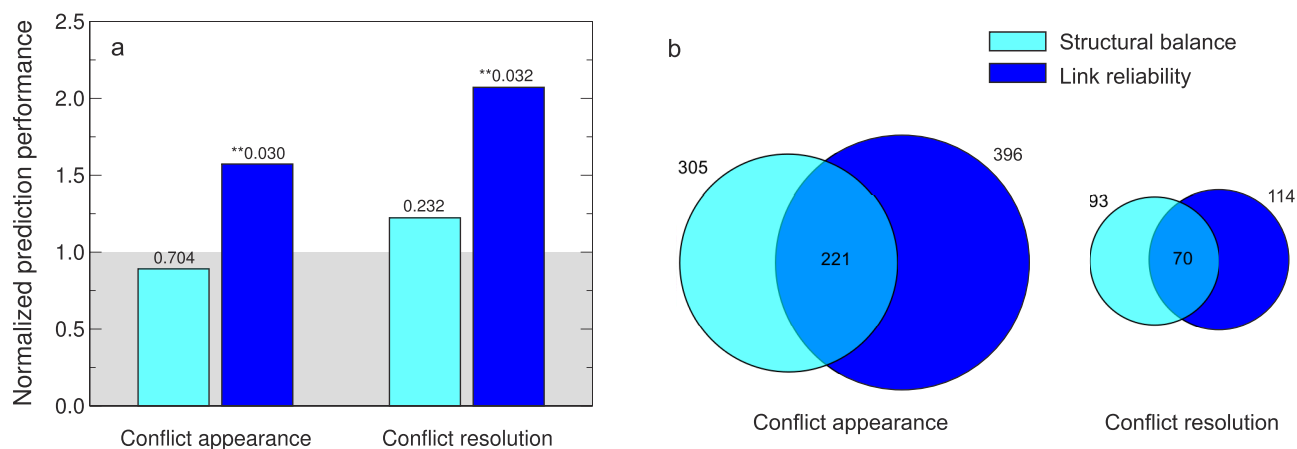 Normalized prediction performance
2.5
2.0
1.5
1.0
0.5
0.0
a
0.704
**0.030
0.232
**0.032
Conflict appearance
Conflict resolution
b
Structural balance
Link reliability
305
396
221
93
114
70
Conflict appearance
Conflict resolution